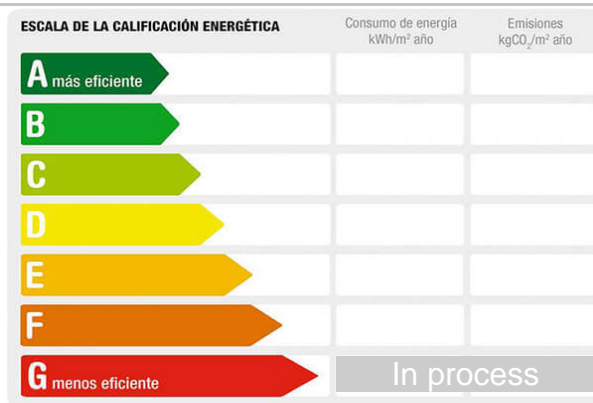 ESCALA DE LA CALIFICACIÓN ENERGÉTICA
Consumo de energía
kWh/m² año
Emisiones
kgCO₂/m² año
A más eficiente
B
C
D
E
F
G menos eficiente
In process